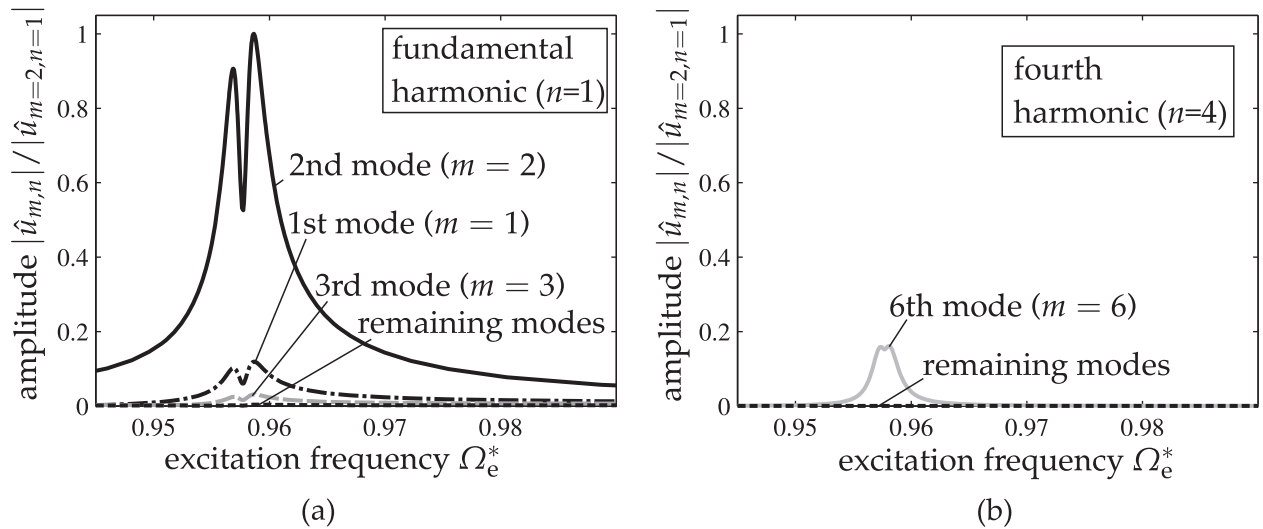 amplitude |û_{m,n}|/|û_{m=2,n=1}|
1
0.8
0.6
0.4
0.2
0
fundamental
harmonic (n=1)
2nd mode (m = 2)
1st mode (m = 1)
3rd mode (m = 3)
remaining modes
0.95
0.96
0.97
0.98
excitation frequency Ω_e^*
(a)
amplitude |û_{m,n}|/|û_{m=2,n=1}|
1
0.8
0.6
0.4
0.2
0
fourth
harmonic (n=4)
6th mode (m = 6)
remaining modes
0.95
0.96
0.97
0.98
excitation frequency Ω_e^*
(b)